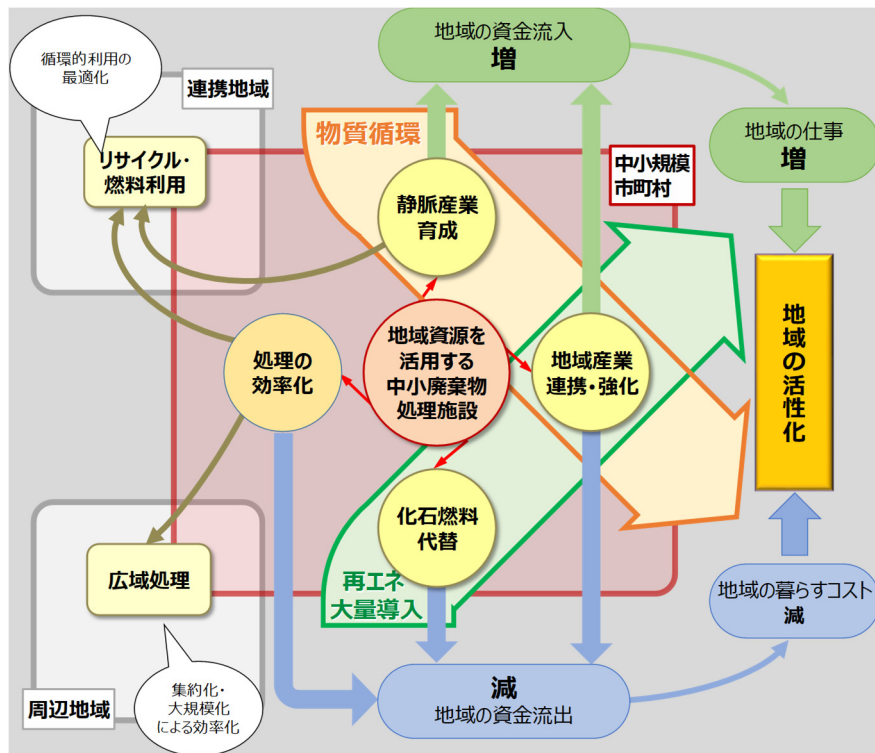 循環的利用の
最適化
連携地域
リサイクル・
燃料利用
物質循環
地域の資金流入
増
地域の仕事
増
中小規模
市町村
静脈産業
育成
処理の
効率化
地域資源を
活用する
中小廃棄物
処理施設
地域産業
連携・強化
地域の活性化
化石燃料
代替
再エネ
大量導入
広域処理
周辺地域
集約化・
大規模化
による効率化
減
地域の資金流出
地域の暮らすコスト
減